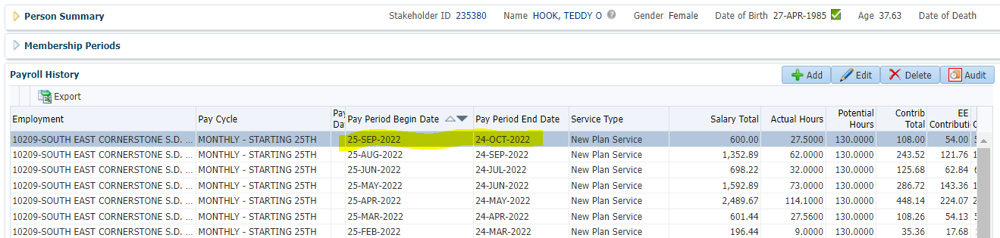 Person Summary Stakeholder ID 235380 Name HOOK, TEDDY O Gender Female Date of Birth 27-APR-1985 Age 37.63 Date of Death
Membership Periods
Payroll History Add Edit Delete Audit
Export
Employment Pay Cycle Pay Da Pay Period Begin Date Pay Period End Date Service Type Salary Total Actual Hours Potential Hours Contrib Total EE Contributi C
10209-SOUTH EAST CORNERSTONE S.D. ... MONTHLY - STARTING 25TH 25-SEP-2022 24-OCT-2022 New Plan Service 600.00 27.5000 130.0000 108.00 54.00
10209-SOUTH EAST CORNERSTONE S.D. ... MONTHLY - STARTING 25TH 25-AUG-2022 24-SEP-2022 New Plan Service 1,352.89 62.0000 130.0000 243.52 121.76 1
10209-SOUTH EAST CORNERSTONE S.D. ... MONTHLY - STARTING 25TH 25-JUN-2022 24-JUL-2022 New Plan Service 698.22 32.0000 130.0000 125.68 62.84
10209-SOUTH EAST CORNERSTONE S.D. ... MONTHLY - STARTING 25TH 25-MAY-2022 24-JUN-2022 New Plan Service 1,592.89 73.0000 130.0000 286.72 143.36 1
10209-SOUTH EAST CORNERSTONE S.D. ... MONTHLY - STARTING 25TH 25-APR-2022 24-MAY-2022 New Plan Service 2,489.67 114.1000 130.0000 448.14 224.07 2
10209-SOUTH EAST CORNERSTONE S.D. ... MONTHLY - STARTING 25TH 25-MAR-2022 24-APR-2022 New Plan Service 601.44 27.5600 130.0000 108.26 54.13
10209-SOUTH EAST CORNERSTONE S.D. ... MONTHLY - STARTING 25TH 25-FEB-2022 24-MAR-2022 New Plan Service 196.44 9.0000 130.0000 35.36 17.68